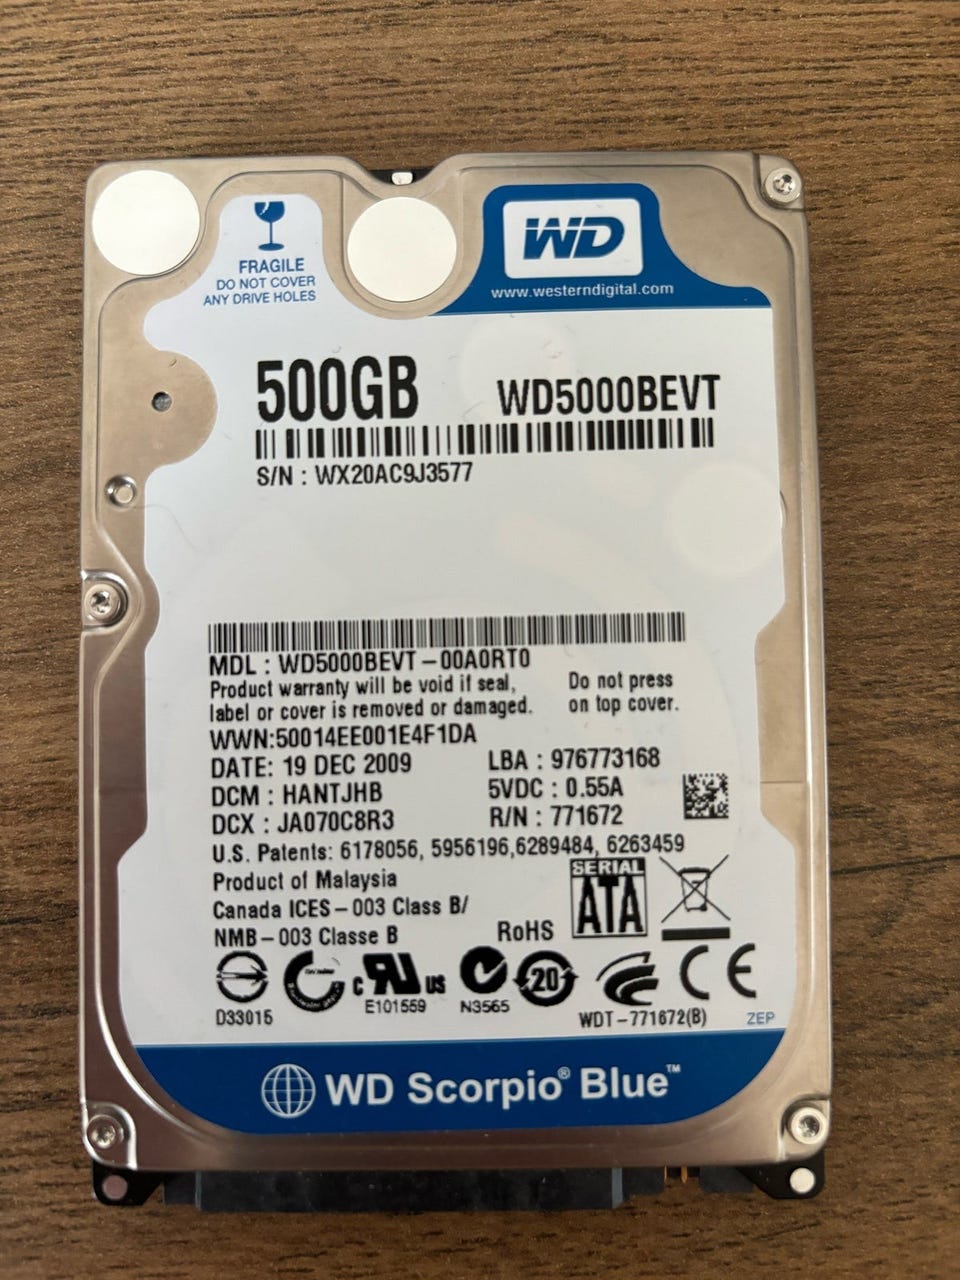 FRAGILE
DO NOT COVER
ANY DRIVE HOLES
WD
www.westerndigital.com
500GB WD5000BEVT
S/N : WX20AC9J3577
MDL : WD5000BEVT-00A0RT0
Product warranty will be void if seal,
label or cover is removed or damaged.
Do not press
on top cover.
WWN:50014EE001E4F1DA
DATE: 19 DEC 2009 LBA : 976773168
DCM : HANTJHB 5VDC : 0.55A
DCX : JA070C8R3 R/N : 771672
U.S. Patents: 6178056, 5956196,6289484, 6263459
Product of Malaysia
Canada ICES-003 Class B/
NMB-003 Classe B
RoHS
SERIAL
ATA
D33015
c RU US
E101559
N3565
20
CE
WDT-771672(B)
ZEP
WD Scorpio® Blue™